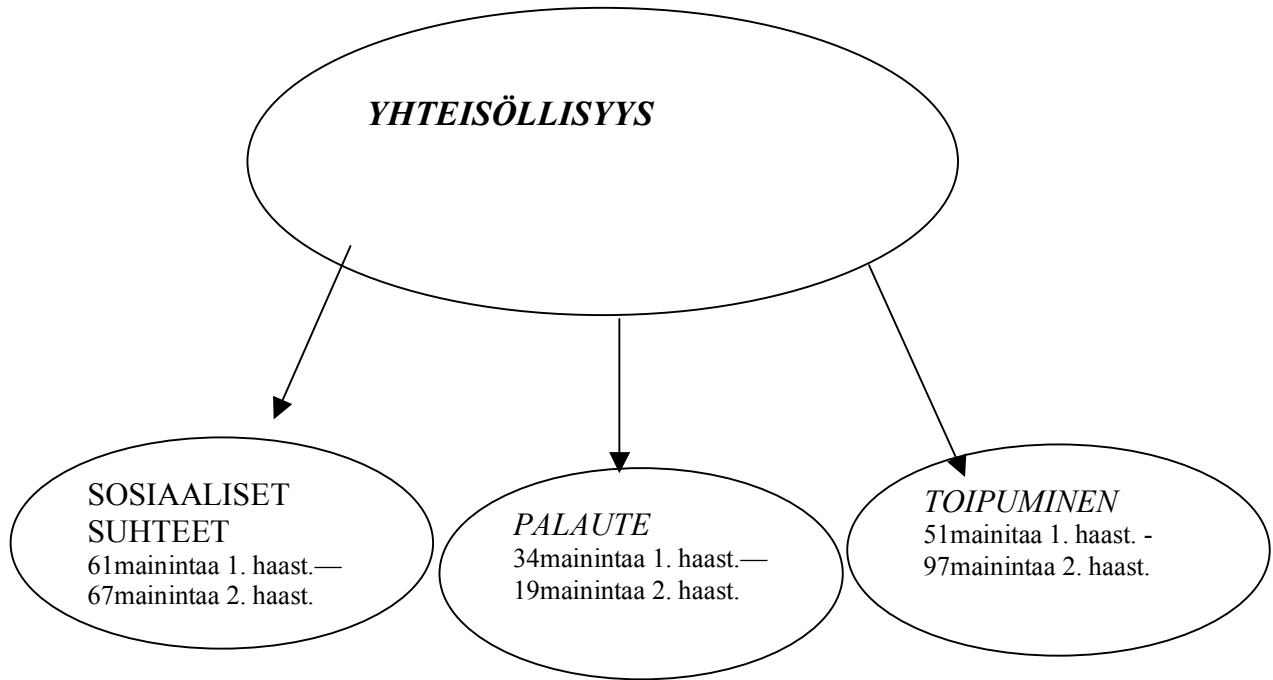 YHTEISÖLLISYYS
SOSIAALISET
SUHTEET
61mainintaa 1. haast.—
67mainintaa 2. haast.
PALAUTE
34mainintaa 1. haast.—
19mainintaa 2. haast.
TOIPUMINEN
51mainitaa 1. haast. -
97mainintaa 2. haast.